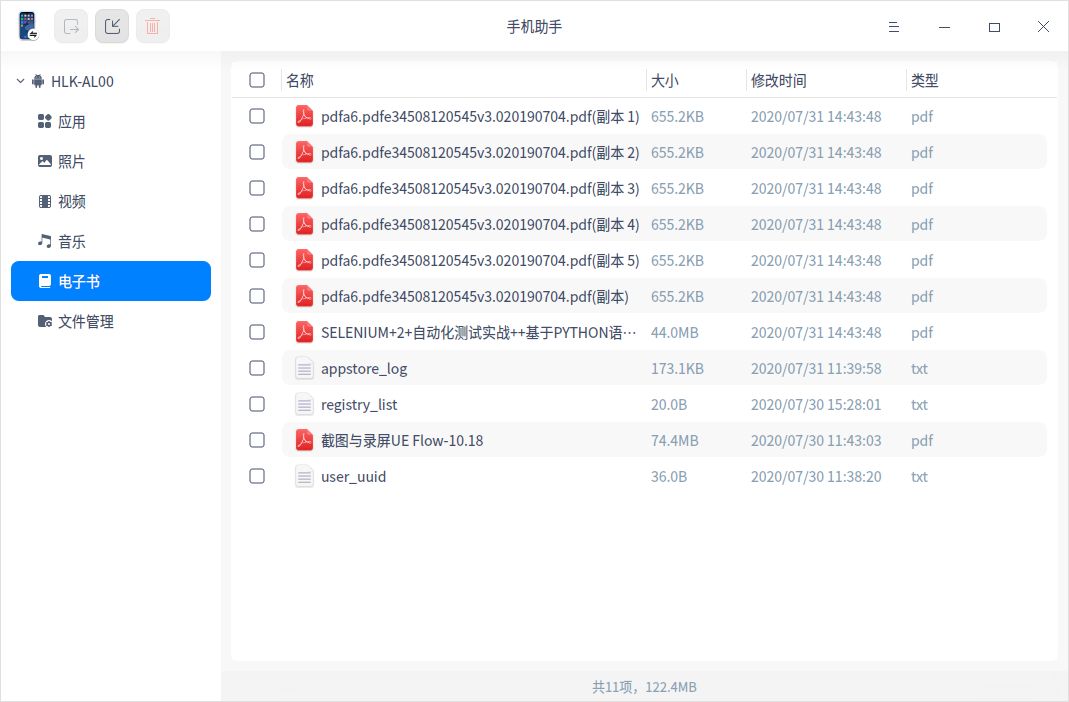 手机助手
HLK-AL00
应用
照片
视频
音乐
电子书
文件管理
名称 大小 修改时间 类型
pdfa6.pdfe34508120545v3.020190704.pdf(副本 1) 655.2KB 2020/07/31 14:43:48 pdf
pdfa6.pdfe34508120545v3.020190704.pdf(副本 2) 655.2KB 2020/07/31 14:43:48 pdf
pdfa6.pdfe34508120545v3.020190704.pdf(副本 3) 655.2KB 2020/07/31 14:43:48 pdf
pdfa6.pdfe34508120545v3.020190704.pdf(副本 4) 655.2KB 2020/07/31 14:43:48 pdf
pdfa6.pdfe34508120545v3.020190704.pdf(副本 5) 655.2KB 2020/07/31 14:43:48 pdf
pdfa6.pdfe34508120545v3.020190704.pdf(副本) 655.2KB 2020/07/31 14:43:48 pdf
SELENIUM+2+自动化测试实战++基于PYTHON语… 44.0MB 2020/07/31 14:43:48 pdf
appstore_log 173.1KB 2020/07/31 11:39:58 txt
registry_list 20.0B 2020/07/30 15:28:01 txt
截图与录屏UE Flow-10.18 74.4MB 2020/07/30 11:43:03 pdf
user_uuid 36.0B 2020/07/30 11:38:20 txt
共11项，122.4MB